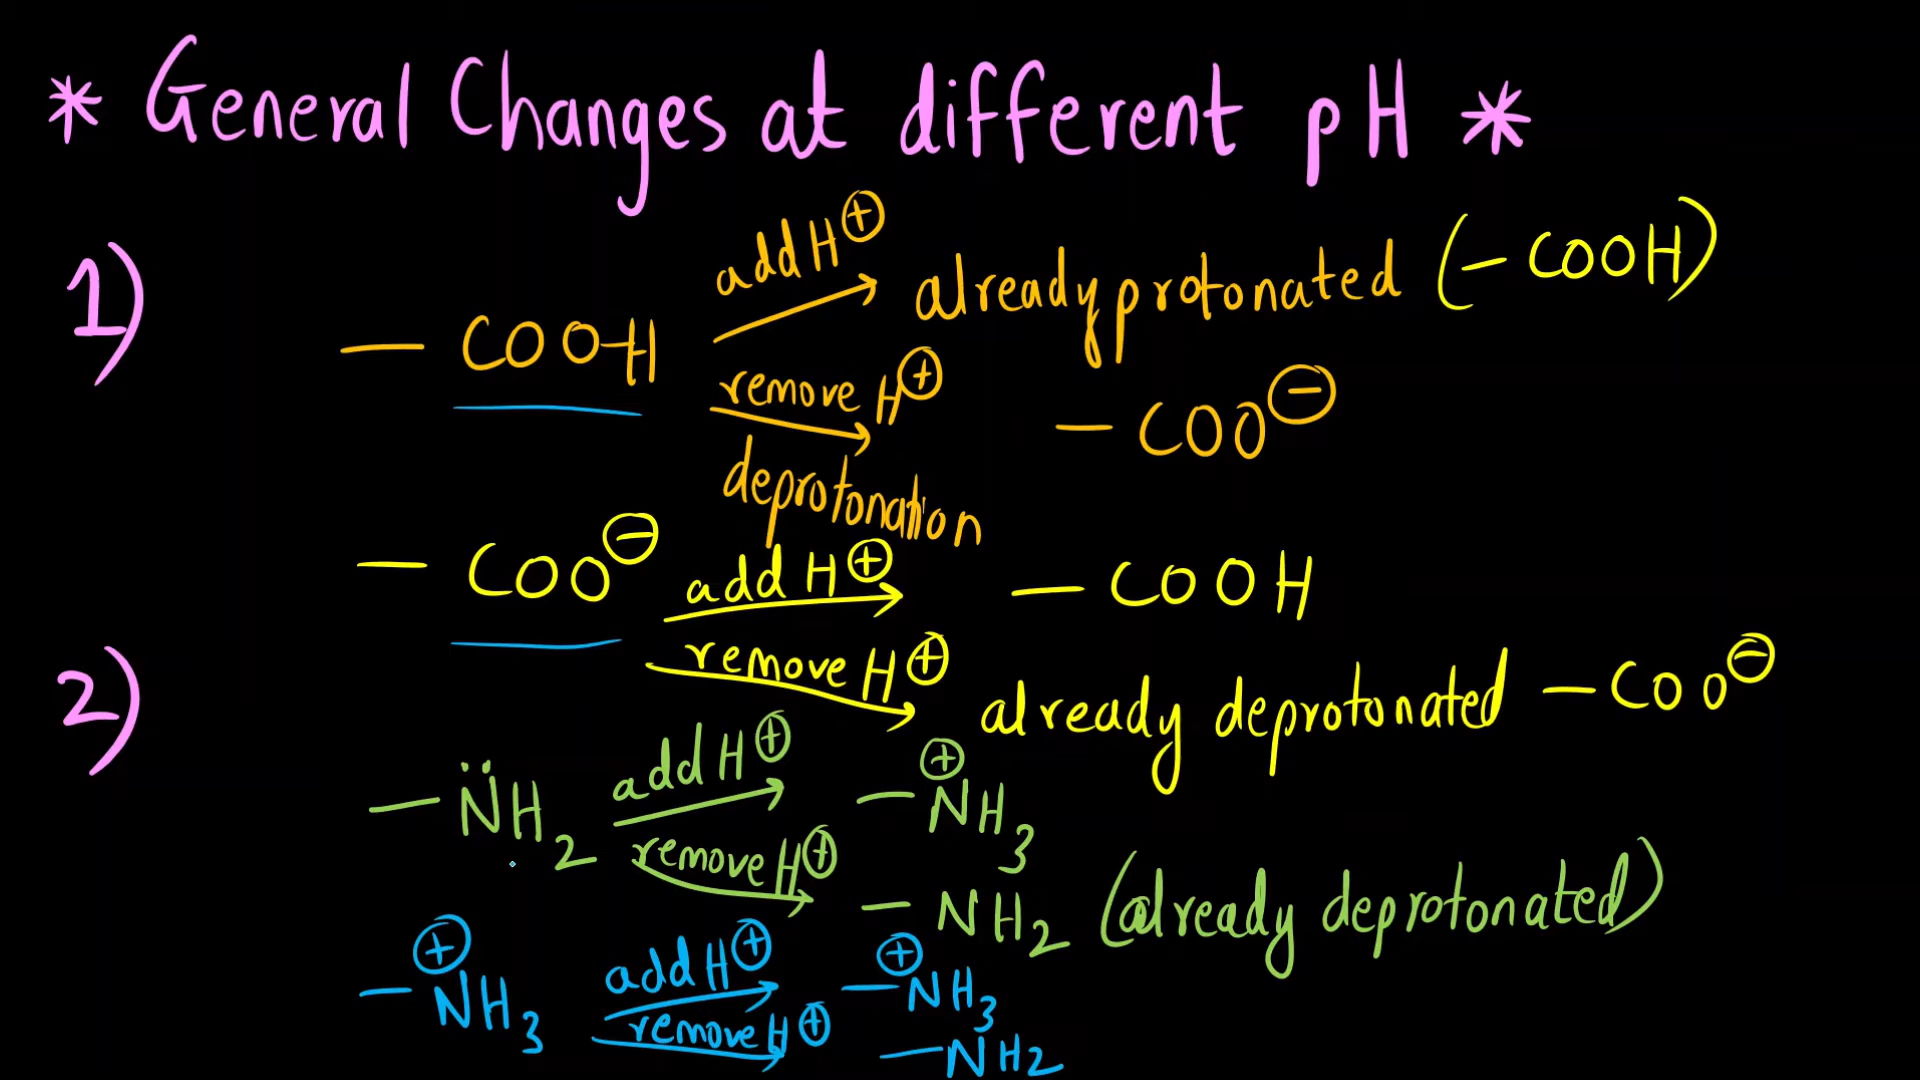 * General Changes at different pH *
1)
— COOH
add H⊕
already protonated (– COOH)
remove H⊕
deprotonation
— COO⊖
— COO⊖
add H⊕
— COOH
remove H⊕
already deprotonated – COO⊖
2)
— N̈H₂
add H⊕
— ⊕NH₃
remove H⊕
— NH₂ (already deprotonated)
— ⊕NH₃
add H⊕
— ⊕NH₃
remove H⊕
— NH₂